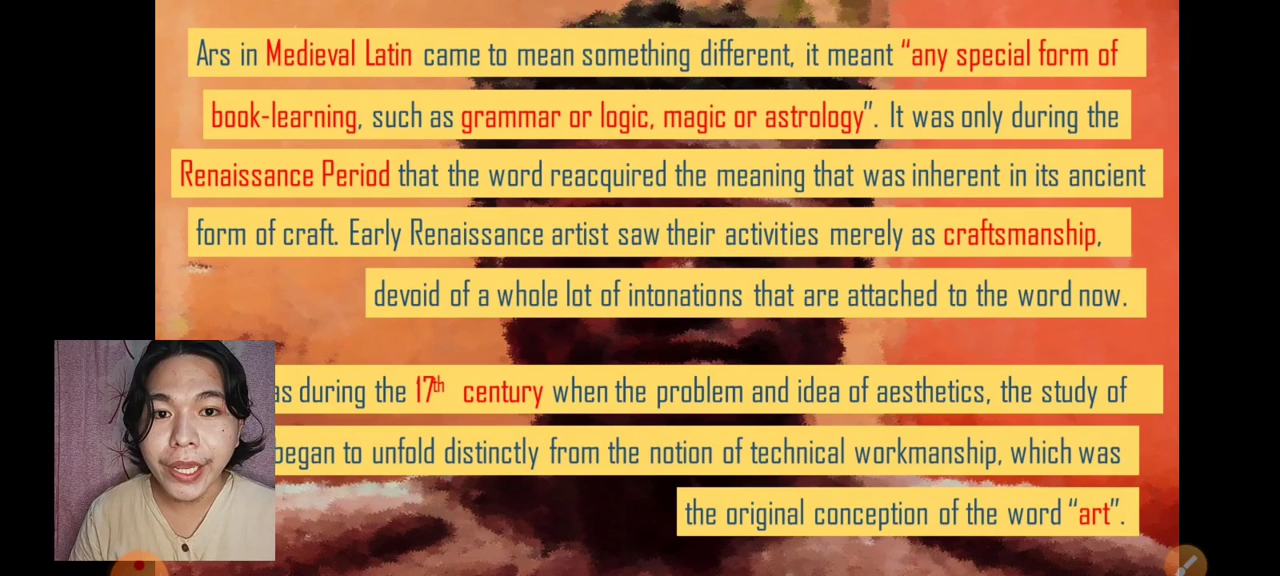 Ars in Medieval Latin came to mean something different, it meant “any special form of
book-learning, such as grammar or logic, magic or astrology”. It was only during the
Renaissance Period that the word reacquired the meaning that was inherent in its ancient
form of craft. Early Renaissance artist saw their activities merely as craftsmanship,
devoid of a whole lot of intonations that are attached to the word now.
during the 17th century when the problem and idea of aesthetics, the study of
began to unfold distinctly from the notion of technical workmanship, which was
the original conception of the word “art”.